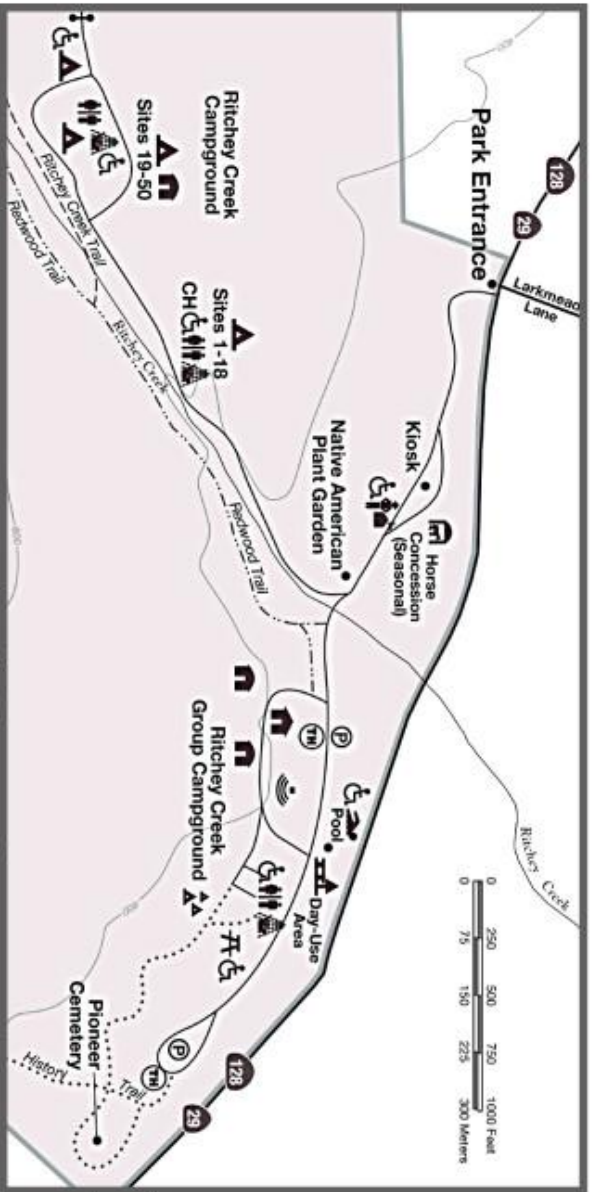 128
29
Park Entrance
Larkmead
Lane
Kiosk
Horse
Concession
(Seasonal)
Native American
Plant Garden
Ritchey Creek
Campground
Sites 19-50
Sites 1-18
CH
Ritchey Creek Trail
Redwood Trail
Ritchey Creek
Redwood Trail
Ritchey Creek
P
TH
Pool
Day-Use
Area
Ritchey Creek
Group Campground
0 250 500 750 1000 Feet
0 75 150 225 300 Meters
P
TH
128
29
Pioneer
Cemetery
History Trail